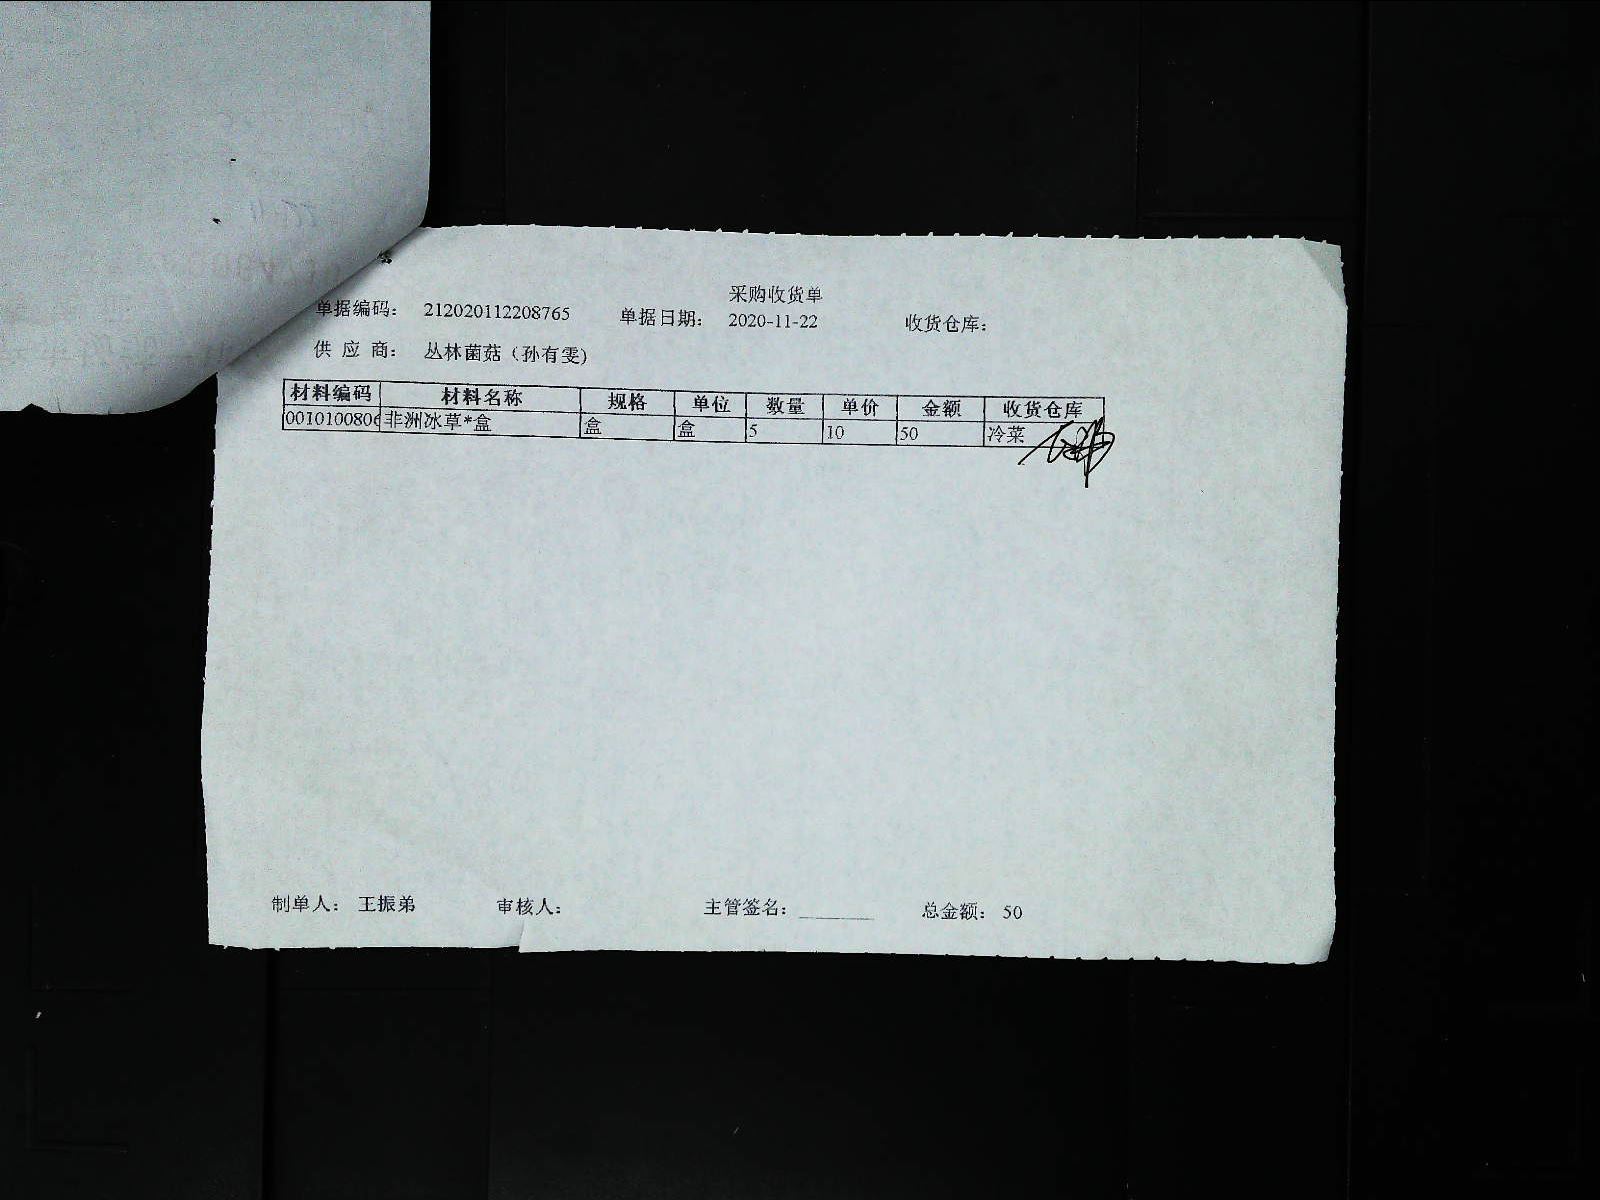 采购收货单
单据编码： 212020112208765 单据日期： 2020-11-22 收货仓库：
供 应 商： 丛林菌菇（孙有雯）
材料编码 材料名称 规格 单位 数量 单价 金额 收货仓库
0010100806 非洲冰草*盒 盒 盒 5 10 50 冷菜
制单人： 王振弟 审核人： 主管签名： ________ 总金额： 50